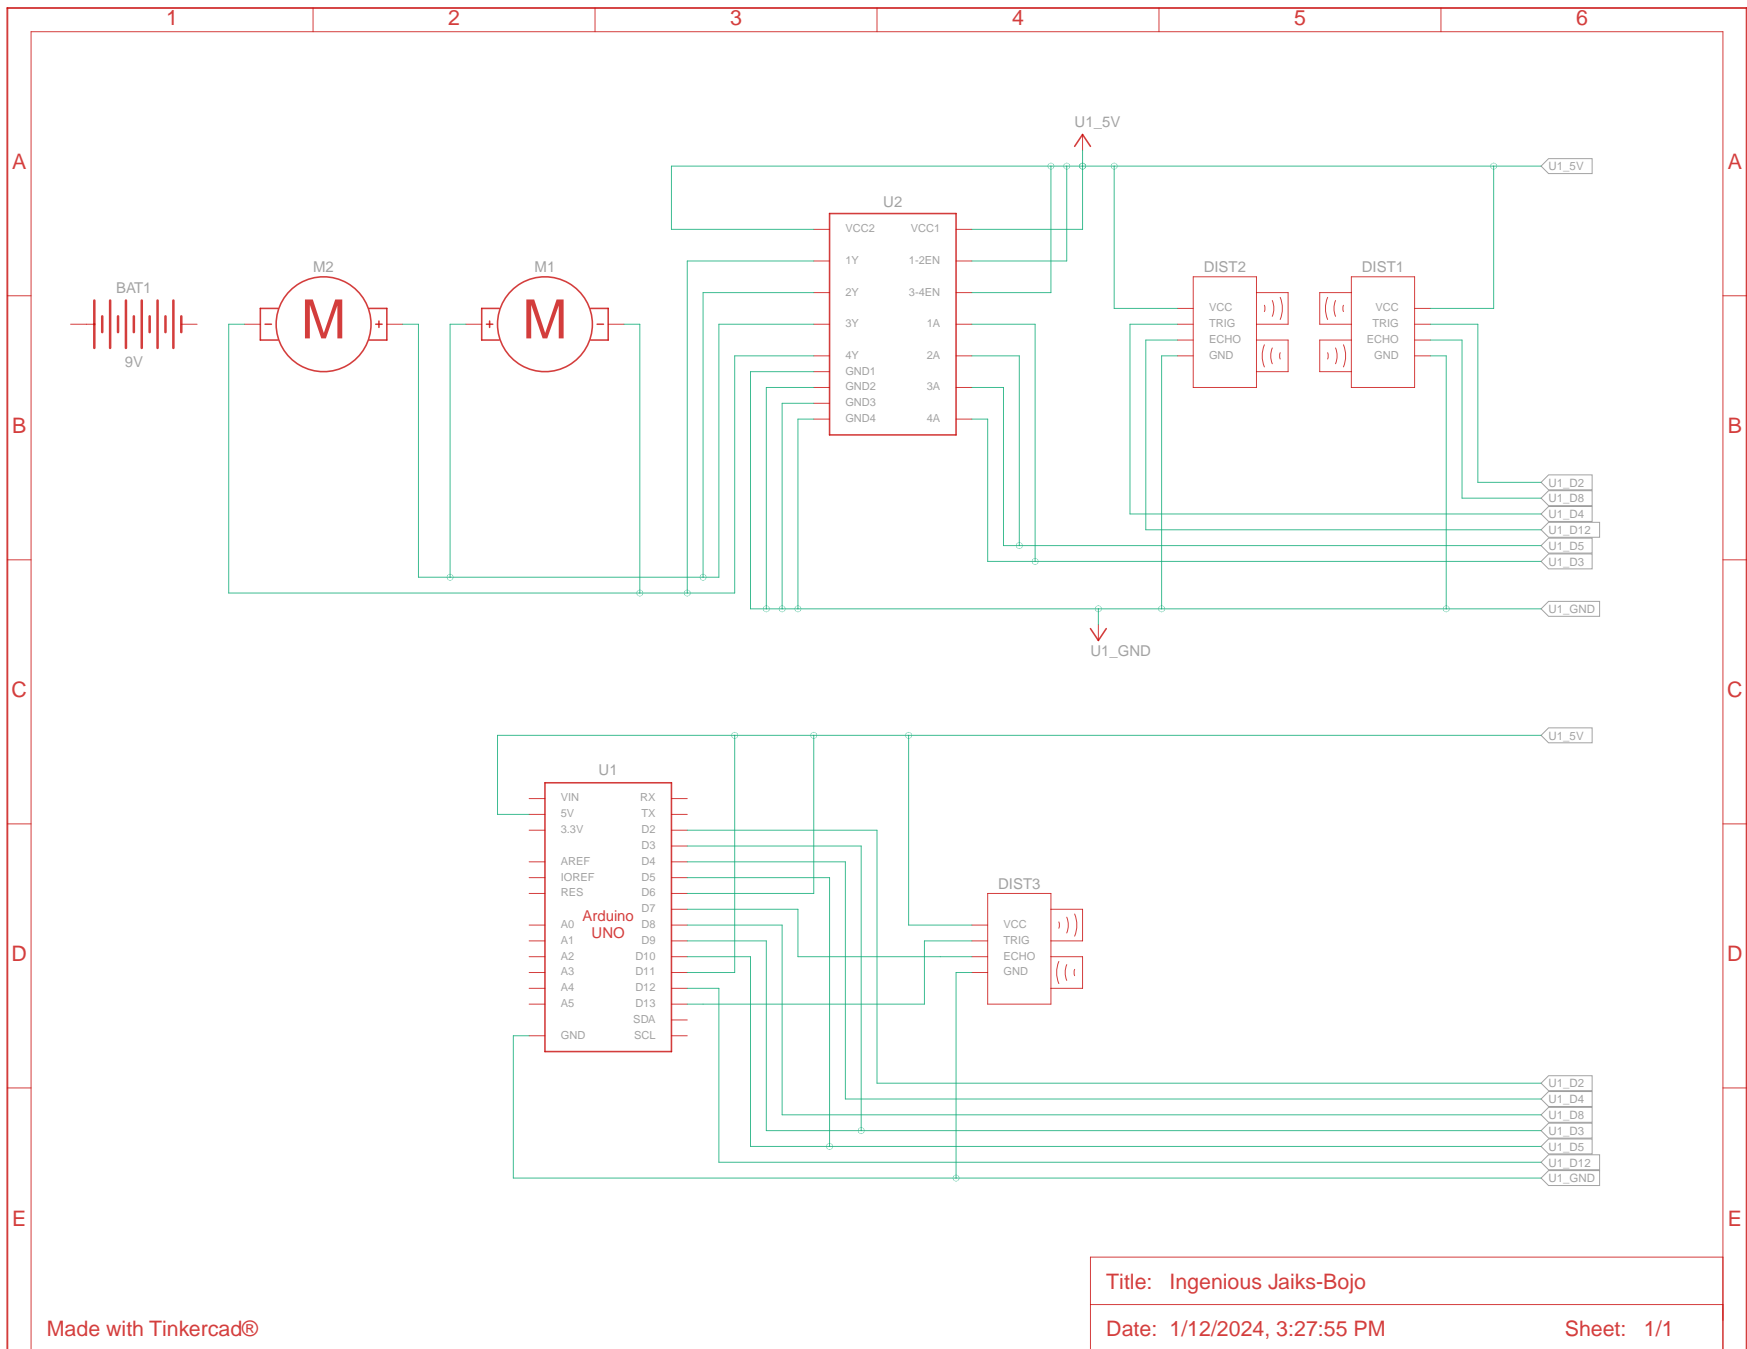 1 2 3 4 5 6
A A
B B
C C
D D
E E
U1_5V
U1_5V
U2
VCC2 VCC1
1Y 1-2EN
2Y 3-4EN
3Y 1A
4Y 2A
GND1
GND2 3A
GND3
GND4 4A
BAT1
9V
M2
- M +
M1
+ M -
DIST2
VCC
TRIG
ECHO
GND
DIST1
VCC
TRIG
ECHO
GND
U1_D2
U1_D8
U1_D4
U1_D12
U1_D5
U1_D3
U1_GND
U1_GND
U1_5V
U1
VIN RX
5V TX
3.3V D2
D3
AREF D4
IOREF D5
RES D6
D7
Arduino
UNO
A0 D8
A1 D9
A2 D10
A3 D11
A4 D12
A5 D13
SDA
GND SCL
DIST3
VCC
TRIG
ECHO
GND
U1_D2
U1_D4
U1_D8
U1_D3
U1_D5
U1_D12
U1_GND
Title: Ingenious Jaiks-Bojo
Date: 1/12/2024, 3:27:55 PM Sheet: 1/1
Made with Tinkercad®